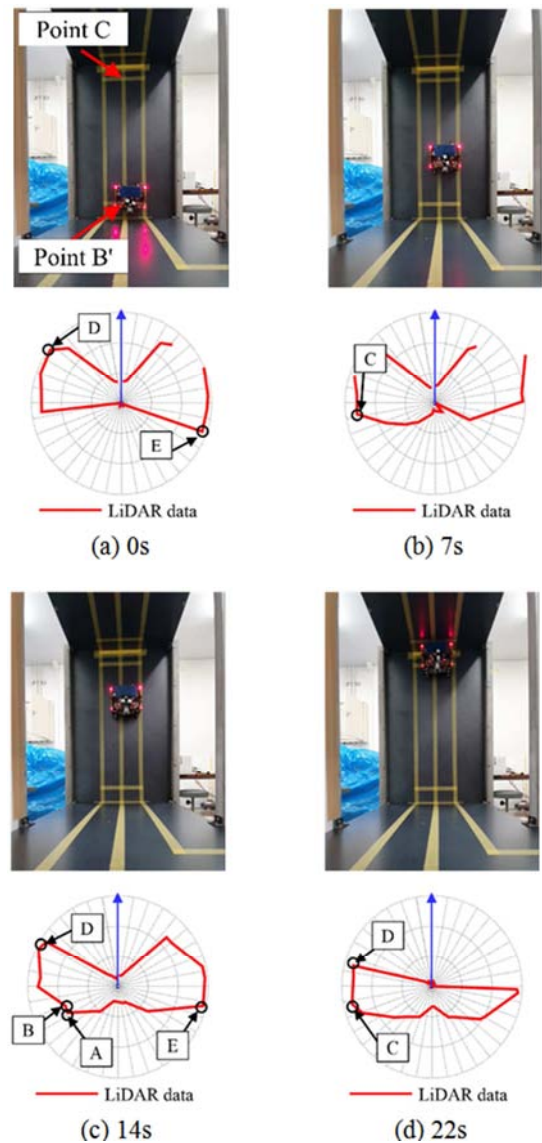 Point C
Point B'
D
E
LiDAR data
(a) 0s
C
LiDAR data
(b) 7s
D
B
A
E
LiDAR data
(c) 14s
D
C
LiDAR data
(d) 22s